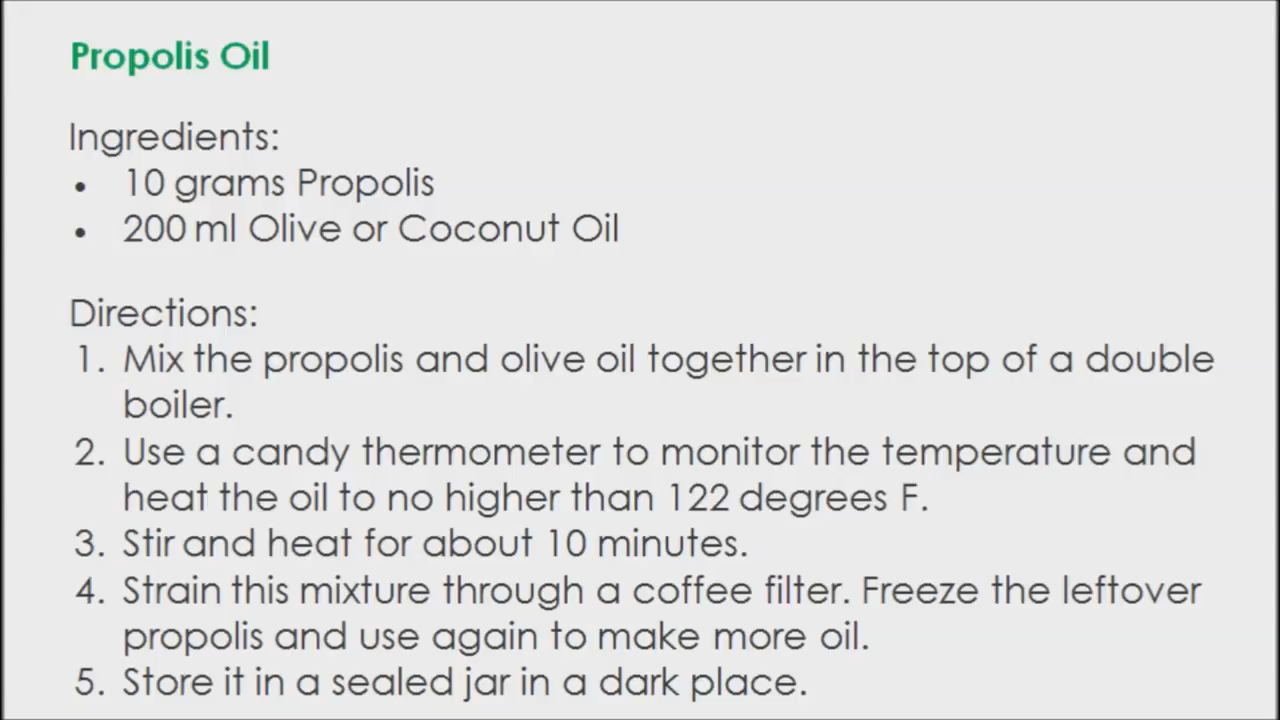 Propolis Oil
Ingredients:
• 10 grams Propolis
• 200 ml Olive or Coconut Oil
Directions:
1. Mix the propolis and olive oil together in the top of a double
boiler.
2. Use a candy thermometer to monitor the temperature and
heat the oil to no higher than 122 degrees F.
3. Stir and heat for about 10 minutes.
4. Strain this mixture through a coffee filter. Freeze the leftover
propolis and use again to make more oil.
5. Store it in a sealed jar in a dark place.